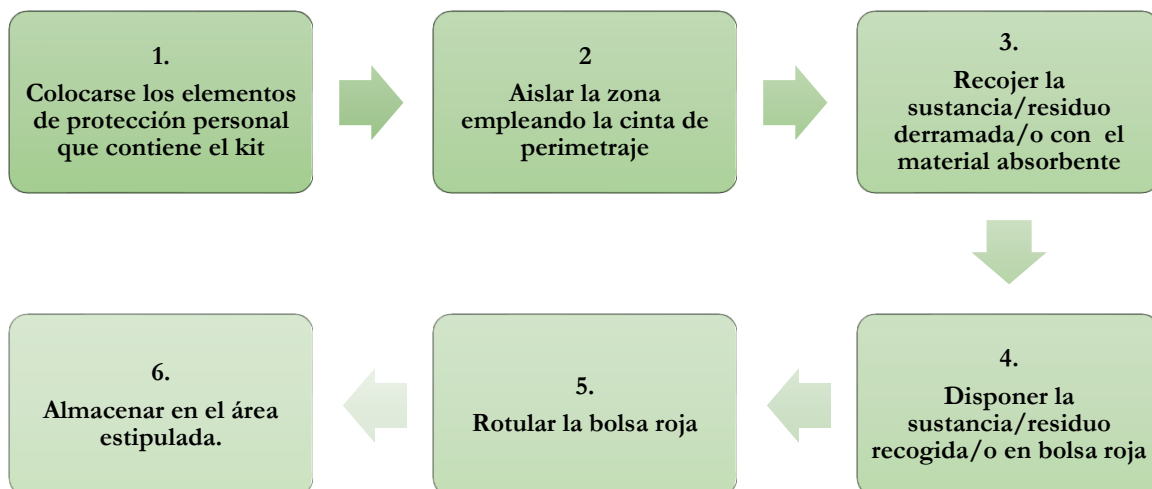 1.
Colocarse los elementos
de protección personal
que contiene el kit
2
Aislar la zona
empleando la cinta de
perimetraje
3.
Recojer la
sustancia/residuo
derramada/o con el
material absorbente
4.
Disponer la
sustancia/residuo
recogida/o en bolsa roja
5.
Rotular la bolsa roja
6.
Almacenar en el área
estipulada.